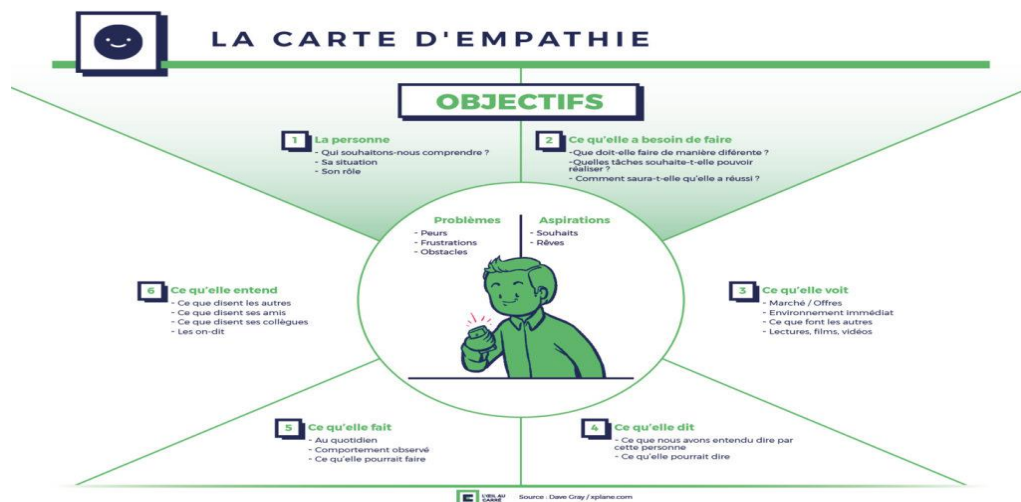 LA CARTE D'EMPATHIE
OBJECTIFS
1 La personne
- Qui souhaitons-nous comprendre ?
- Sa situation
- Son rôle
2 Ce qu'elle a besoin de faire
-Que doit-elle faire de manière diférente ?
-Quelles tâches souhaite-t-elle pouvoir
réaliser ?
- Comment saura-t-elle qu'elle a réussi ?
Problèmes
- Peurs
- Frustrations
- Obstacles
Aspirations
- Souhaits
- Rêves
3 Ce qu'elle voit
- Marché / Offres
- Environnement immédiat
- Ce que font les autres
- Lectures, films, vidéos
4 Ce qu'elle dit
- Ce que nous avons entendu dire par
cette personne
- Ce qu'elle pourrait dire
5 Ce qu'elle fait
- Au quotidien
- Comportement observé
- Ce qu'elle pourrait faire
6 Ce qu'elle entend
- Ce que disent les autres
- Ce que disent ses amis
- Ce que disent ses collègues
- Les on-dit
L'ŒIL AU
CARRÉ
Source : Dave Gray / xplane.com